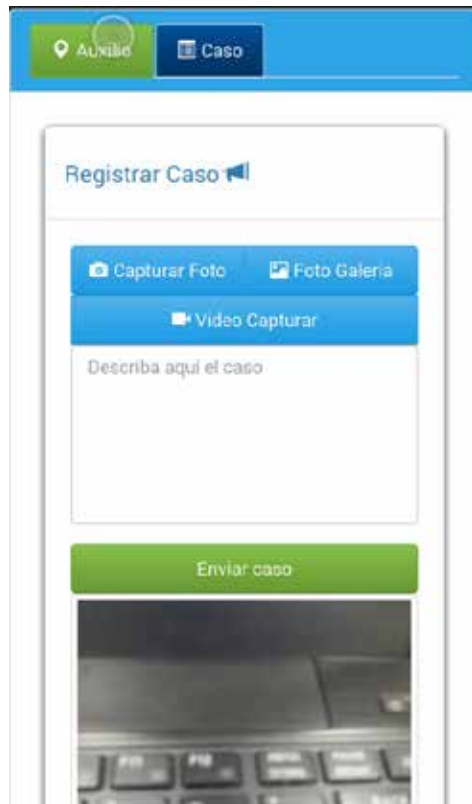 Auxilio
Caso
Registrar Caso
Capturar Foto
Foto Galeria
Video Capturar
Describa aquí el caso
Enviar caso